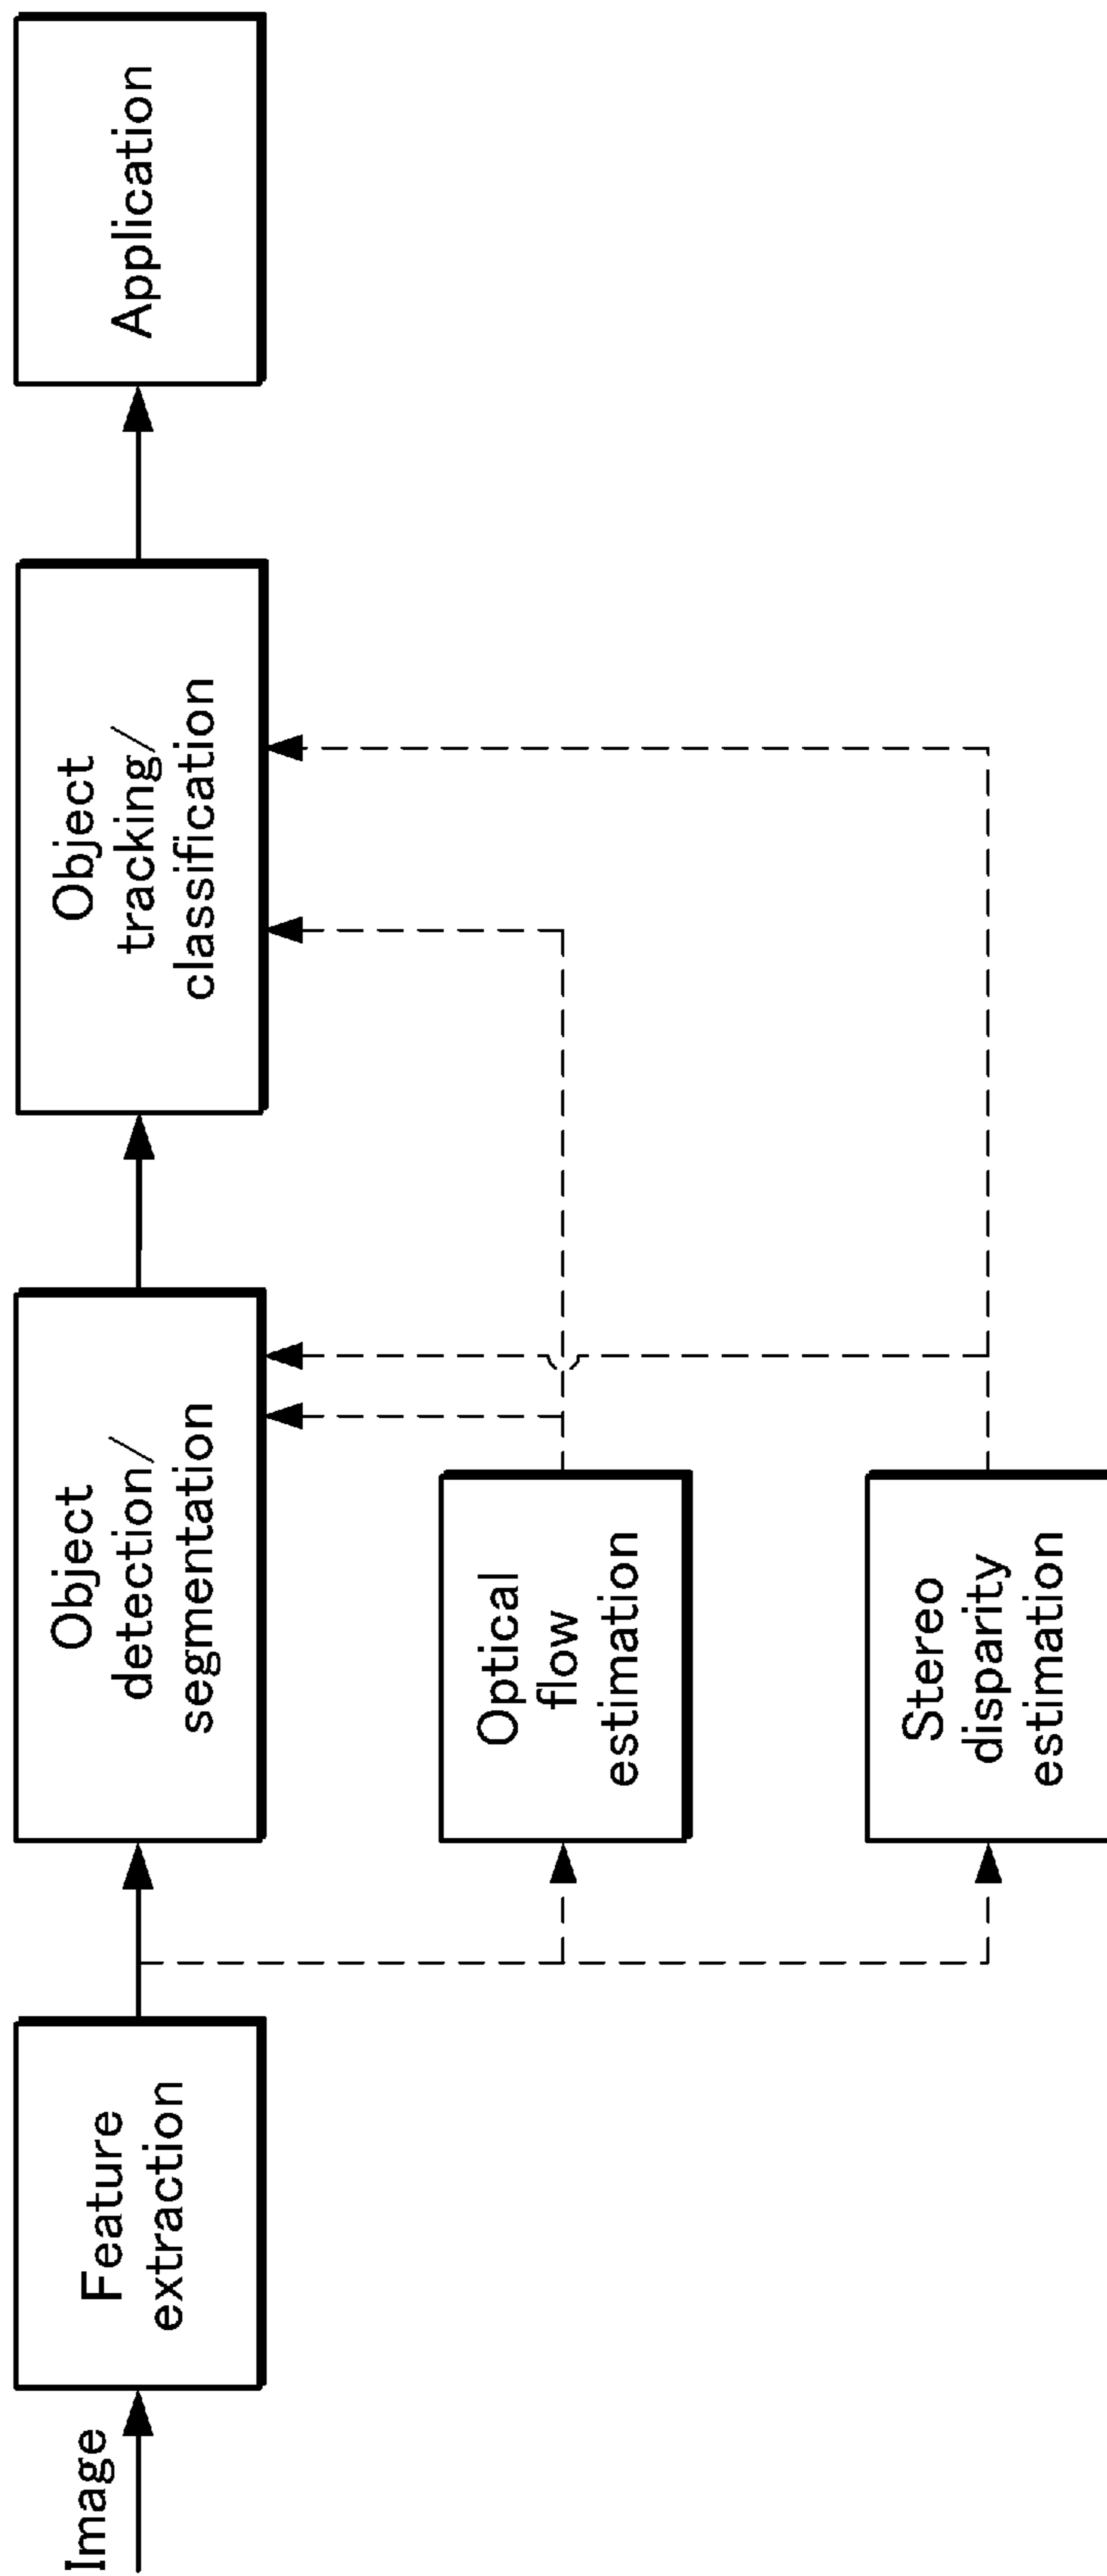 Image
Feature
extraction
Object
detection/
segmentation
Object
tracking/
classification
Application
Optical
flow
estimation
Stereo
disparity
estimation